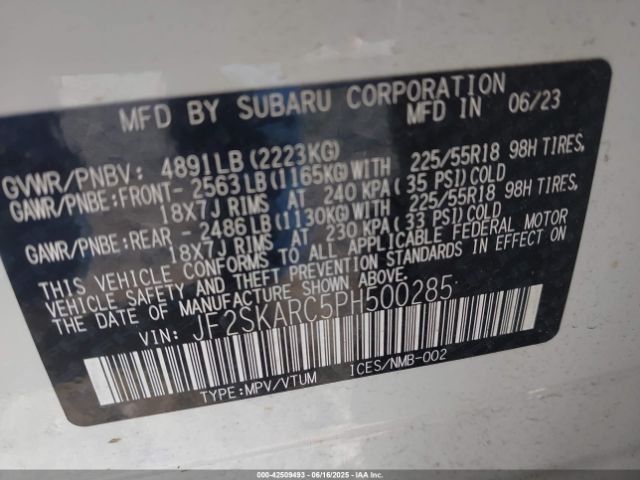 MFD BY SUBARU CORPORATION
MFD IN 06/23
GVWR/PNBV: 4891LB(2223KG)
GAWR/PNBE:FRONT-2563LB(1165KG)WITH 225/55R18 98H TIRES,
18X7J RIMS AT 240 KPA(35 PSI)COLD
GAWR/PNBE:REAR -2486LB(1130KG)WITH 225/55R18 98H TIRES,
18X7J RIMS AT 230 KPA(33 PSI)COLD
THIS VEHICLE CONFORMS TO ALL APPLICABLE FEDERAL MOTOR
VEHICLE SAFETY AND THEFT PREVENTION STANDARDS IN EFFECT ON
THE DATE OF MANUFACTURE SHOWN ABOVE.
VIN: JF2SKARC5PH500285
TYPE:MPV/VTUM ICES/NMB-002
000-42509493 - 06/16/2025 - IAAI.COM